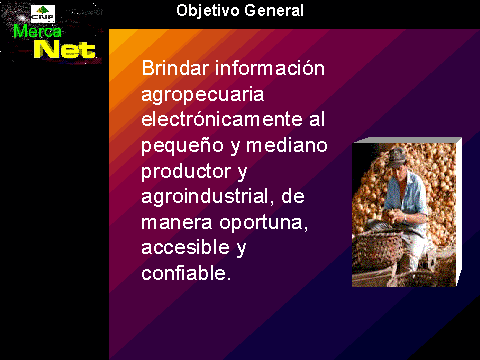 Objetivo General
CNP
Merca
Net
Brindar información
agropecuaria
electrónicamente al
pequeño y mediano
productor y
agroindustrial, de
manera oportuna,
accesible y
confiable.